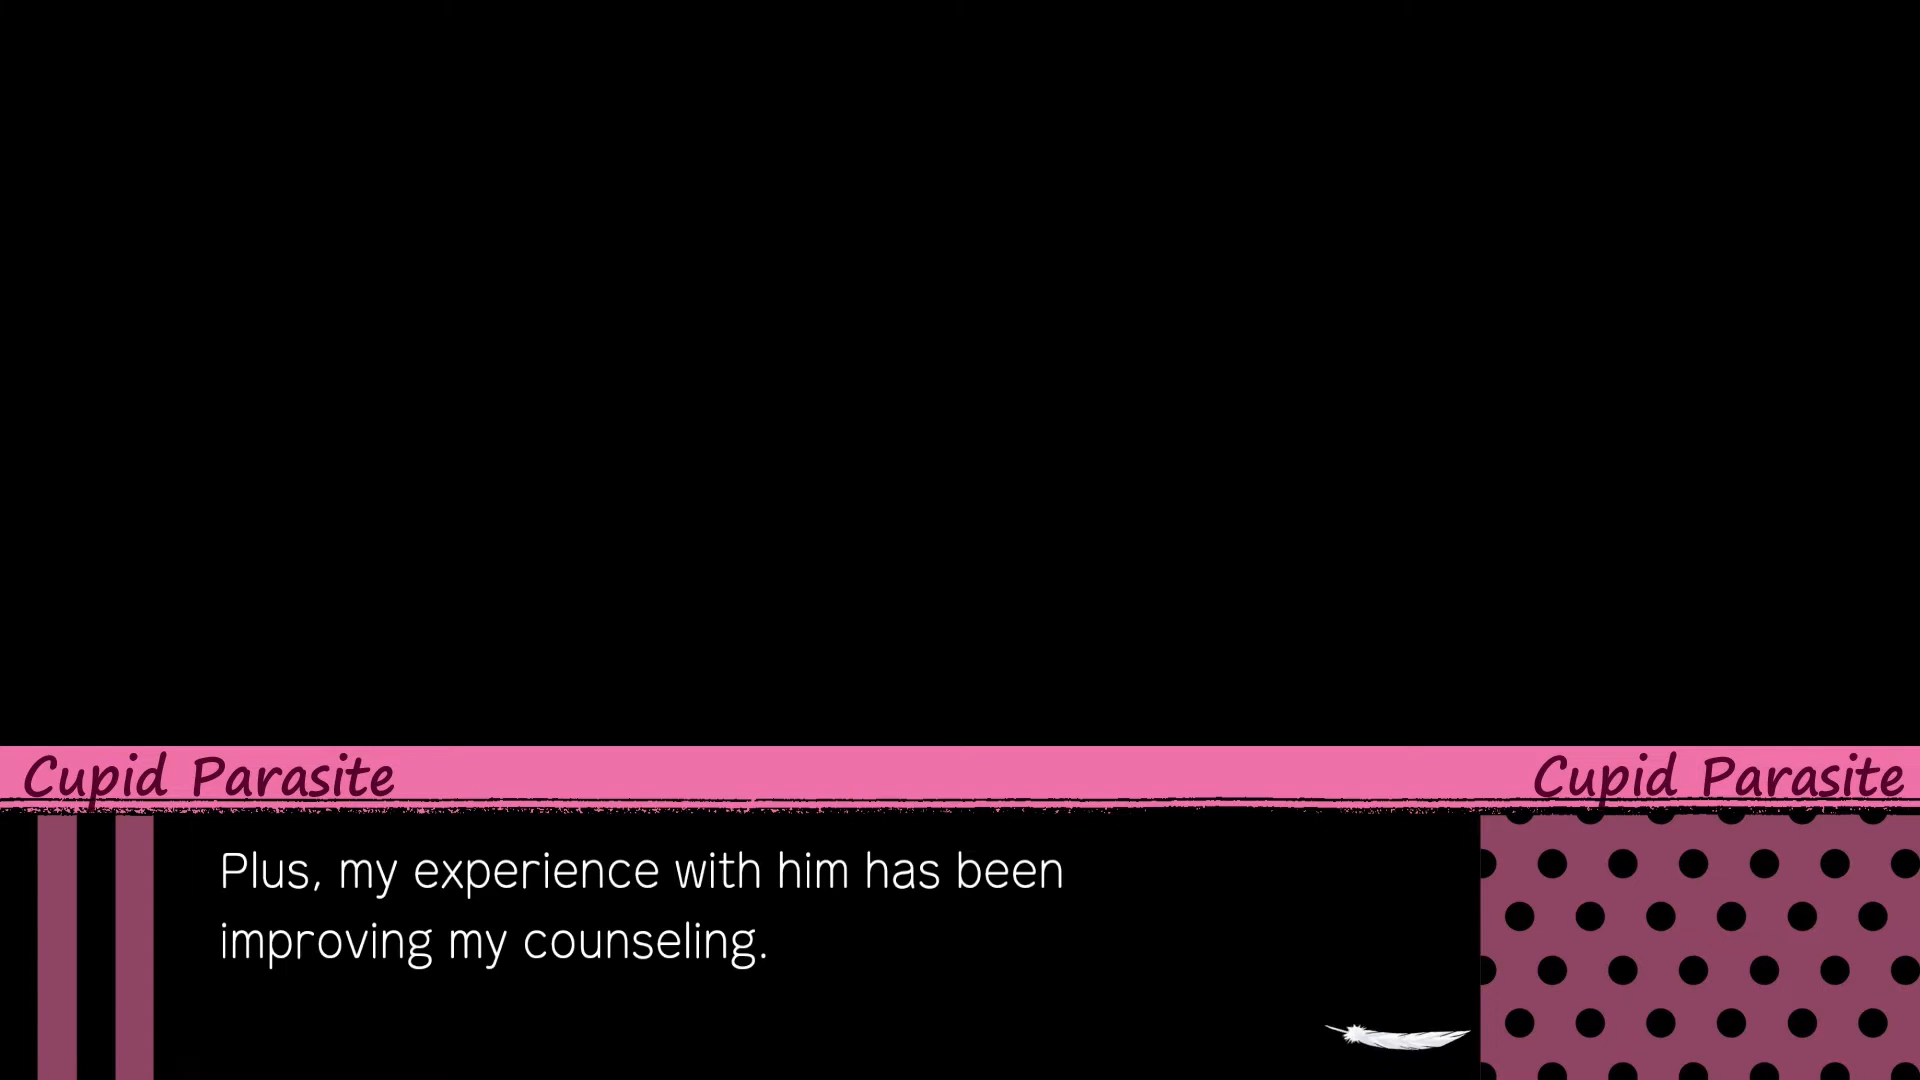 Cupid Parasite Cupid Parasite
Plus, my experience with him has been
improving my counseling.